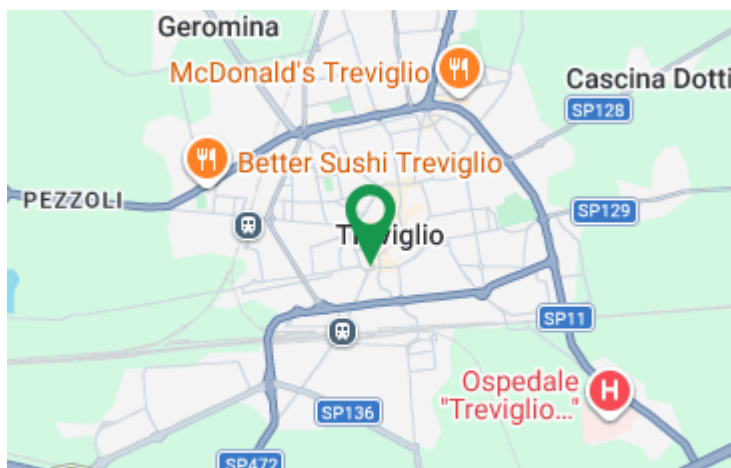 Geromina
McDonald's Treviglio
Cascina Dotti
SP128
Better Sushi Treviglio
PEZZOLI
SP129
Treviglio
SP11
Ospedale
"Treviglio..."
H
SP136
SP472